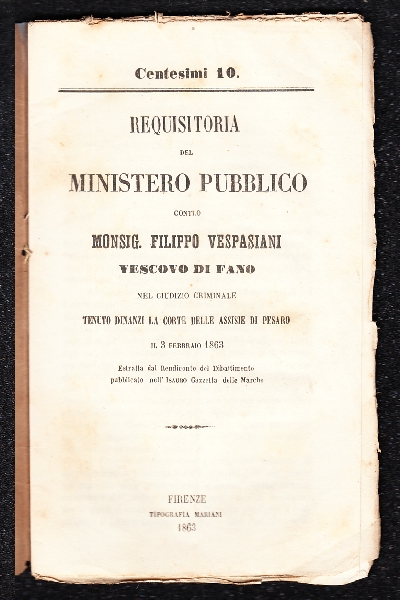 Centesimi 10.
REQUISITORIA
DEL
MINISTERO PUBBLICO
CONTRO
MONSIG. FILIPPO VESPASIANI
VESCOVO DI FANO
NEL GIUDIZIO CRIMINALE
TENUTO DINANZI LA CORTE DELLE ASSISIE DI PESARO
IL 3 FEBBRAIO 1863
Estratta dal Rendiconto del Dibattimento
pubblicato nell' ISAURO Gazzetta delle Marche
FIRENZE
TIPOGRAFIA MARIANI
1863